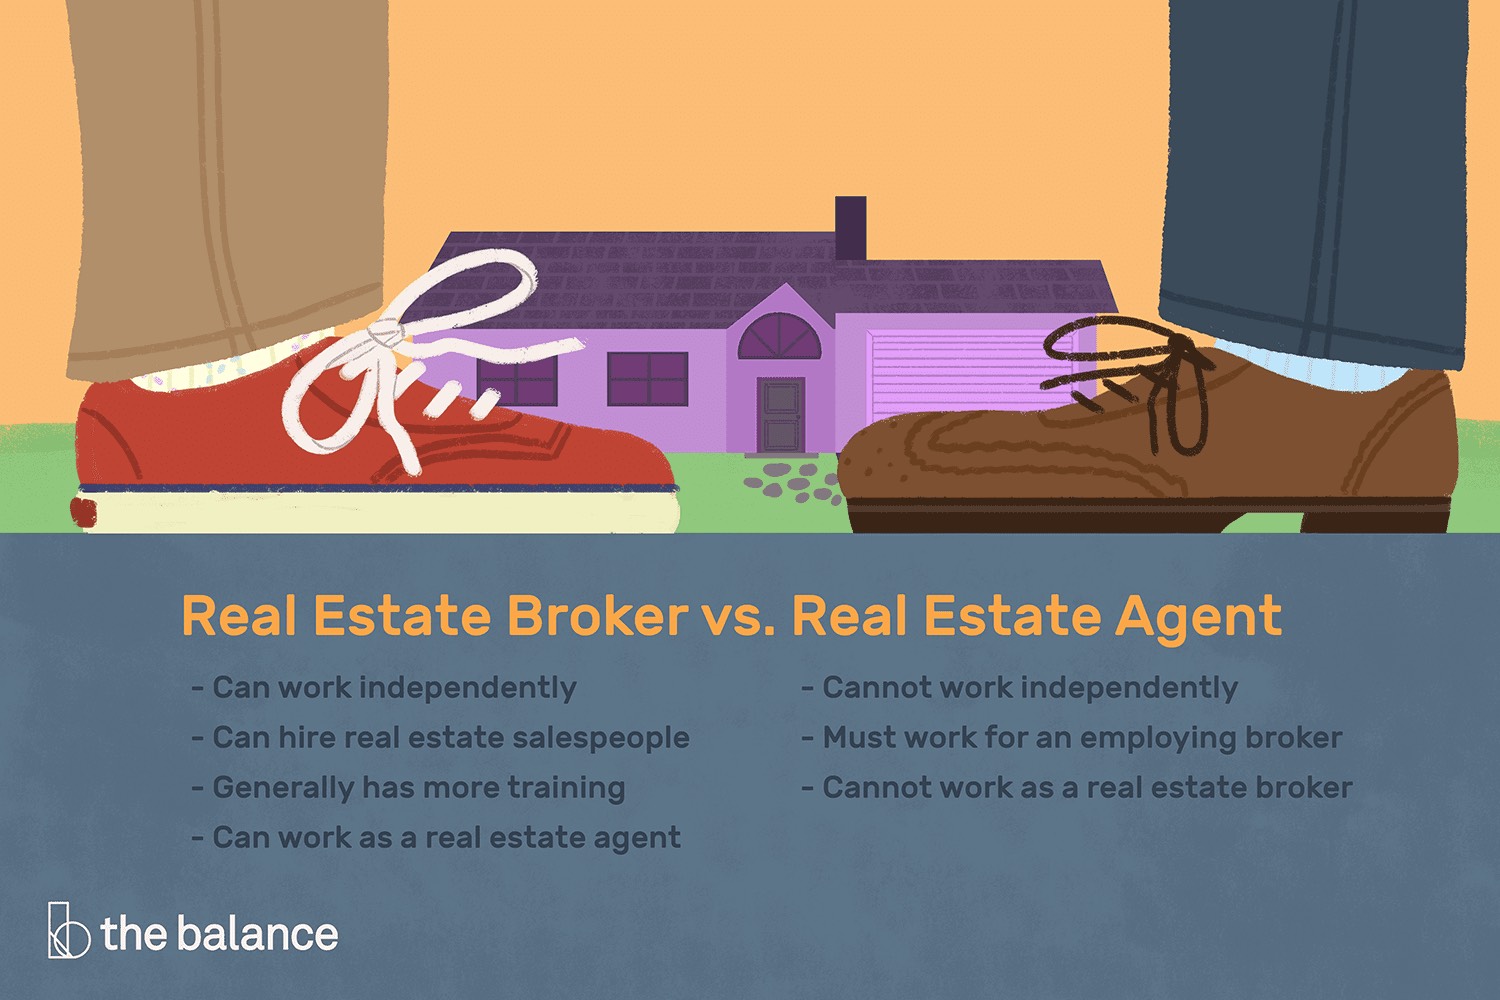 Real Estate Broker vs. Real Estate Agent
- Can work independently
- Can hire real estate salespeople
- Generally has more training
- Can work as a real estate agent
- Cannot work independently
- Must work for an employing broker
- Cannot work as a real estate broker
the balance